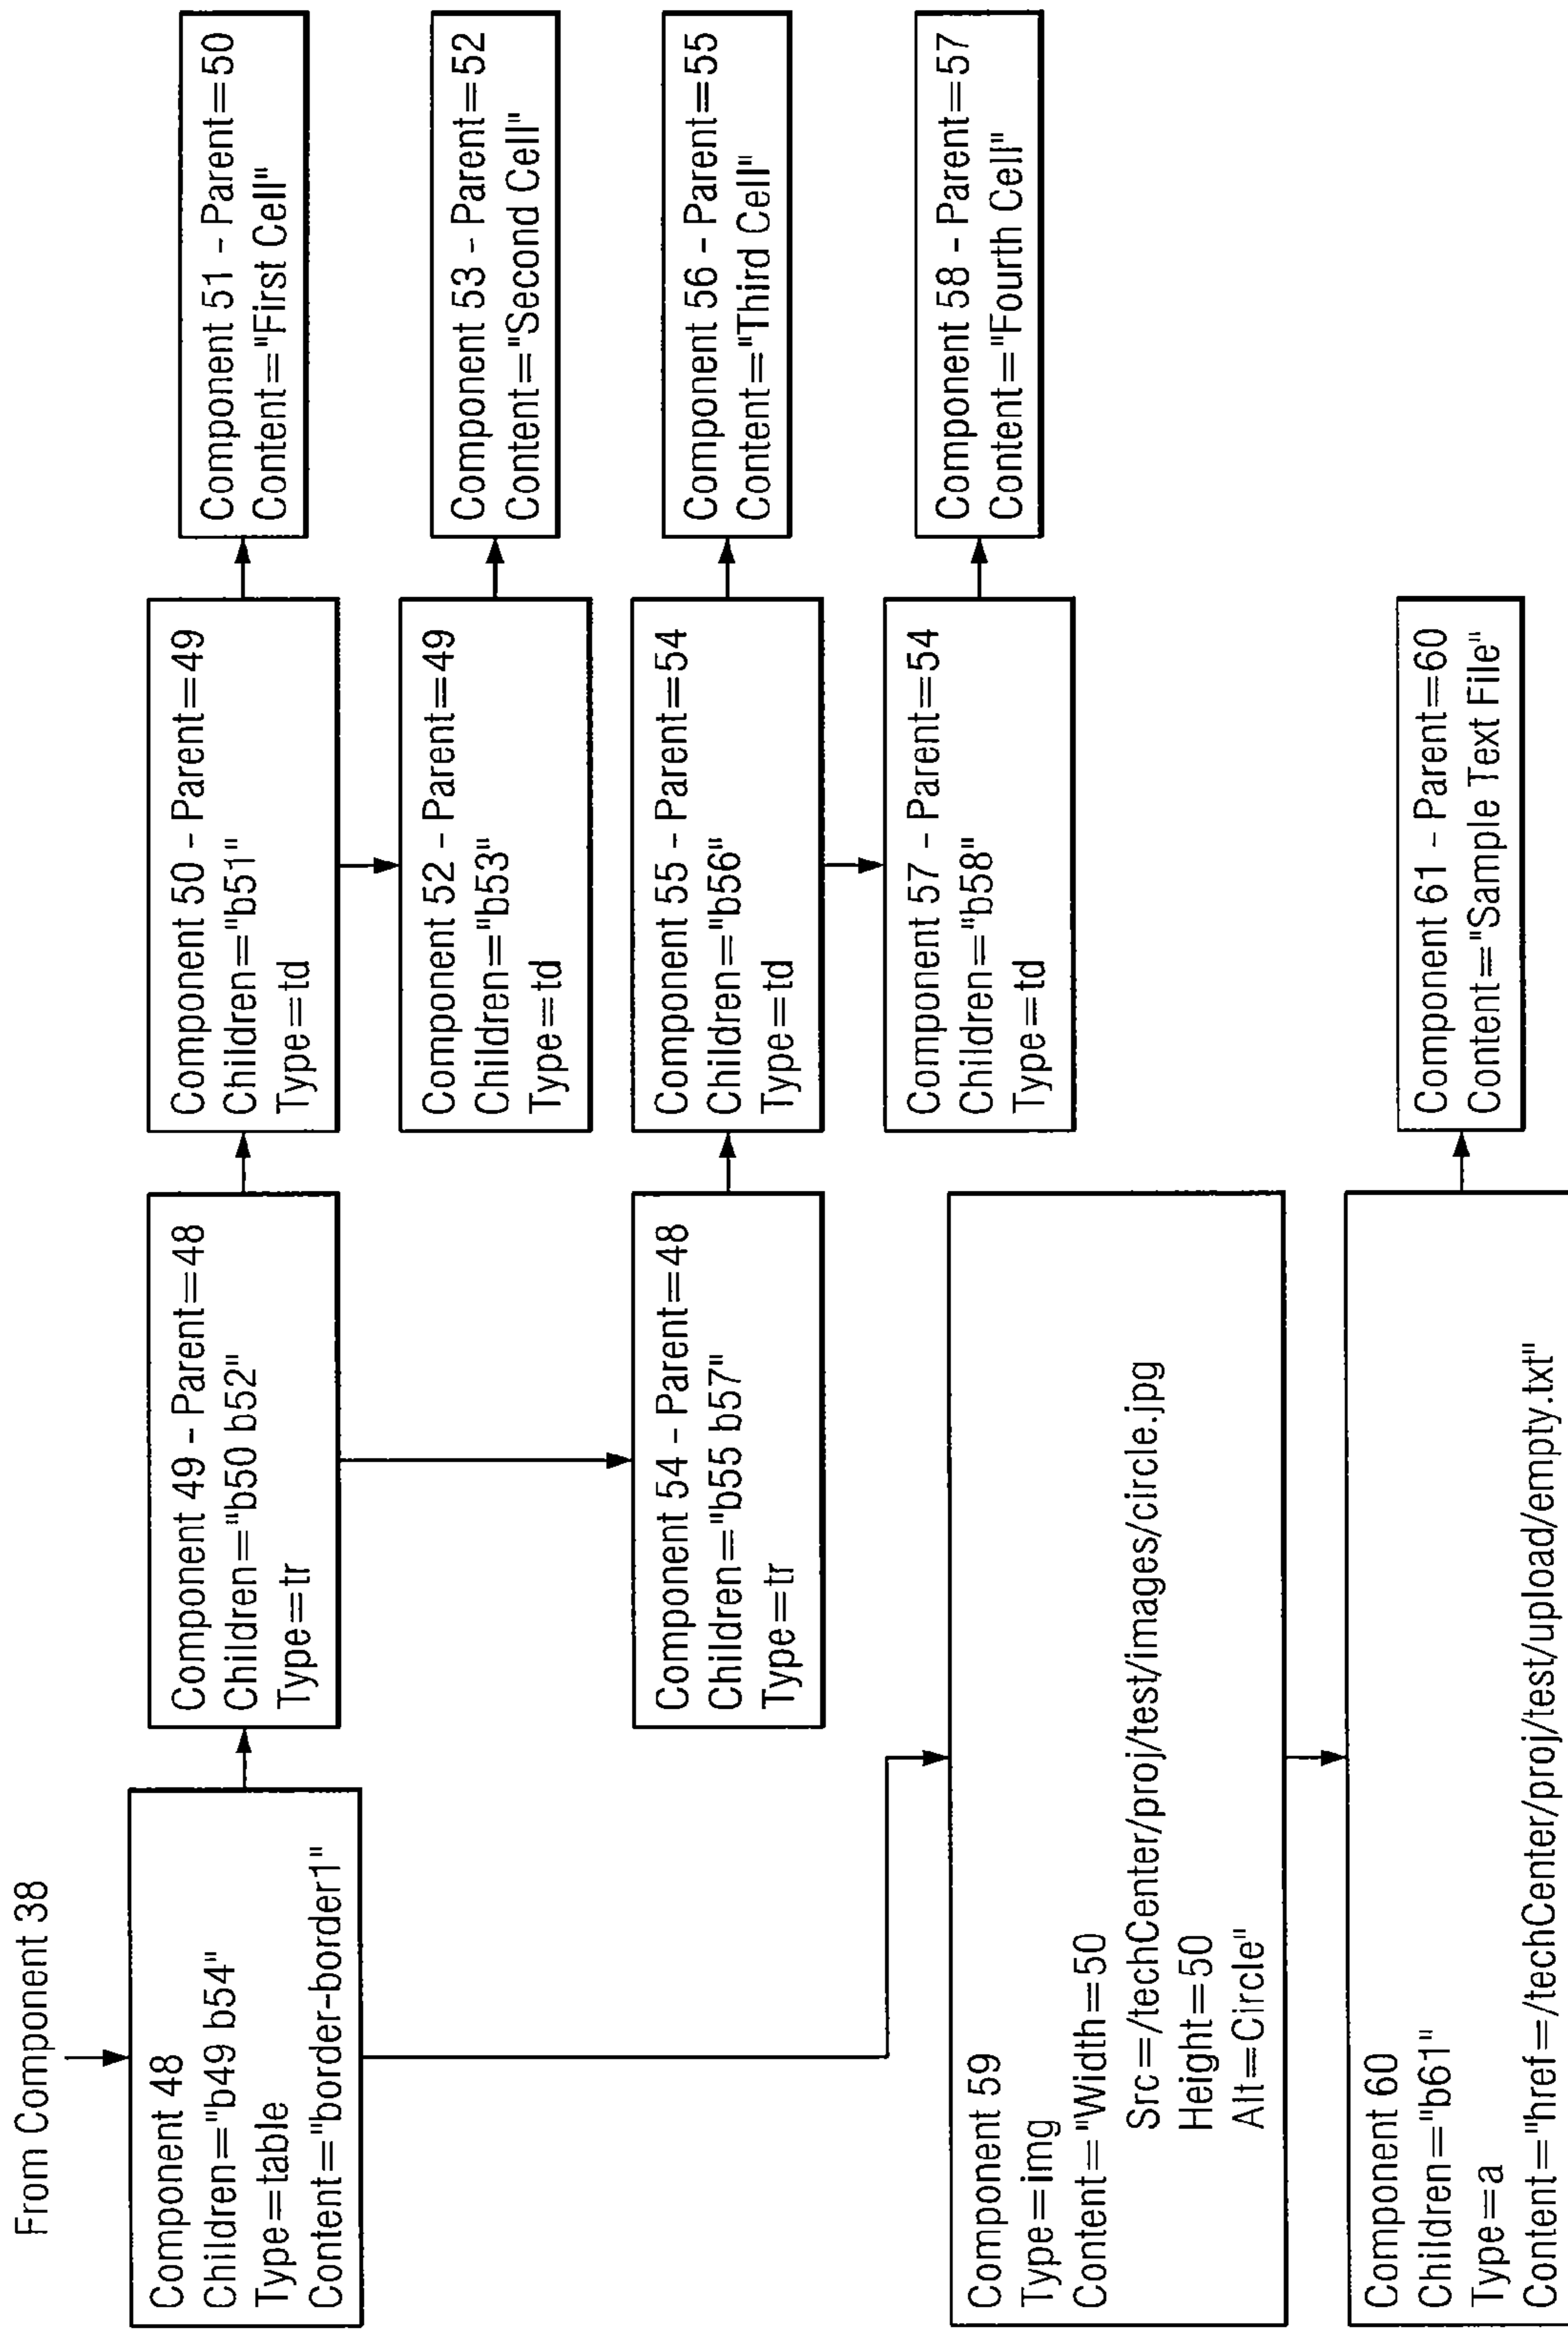 From Component 38
Component 48
Children="b49 b54"
Type=table
Content="border-border1"
Component 49 - Parent=48
Children="b50 b52"
Type=tr
Component 50 - Parent=49
Children="b51"
Type=td
Component 51 - Parent=50
Content="First Cell"
Component 52 - Parent=49
Children="b53"
Type=td
Component 53 - Parent=52
Content="Second Cell"
Component 54 - Parent=48
Children="b55 b57"
Type=tr
Component 55 - Parent=54
Children="b56"
Type=td
Component 56 - Parent=55
Content="Third Cell"
Component 57 - Parent=54
Children="b58"
Type=td
Component 58 - Parent=57
Content="Fourth Cell"
Component 59
Type=img
Content="Width=50
Src=/techCenter/proj/test/images/circle.jpg
Height=50
Alt=Circle"
Component 60
Children="b61"
Type=a
Content="href=/techCenter/proj/test/upload/empty.txt"
Component 61 - Parent=60
Content="Sample Text File"